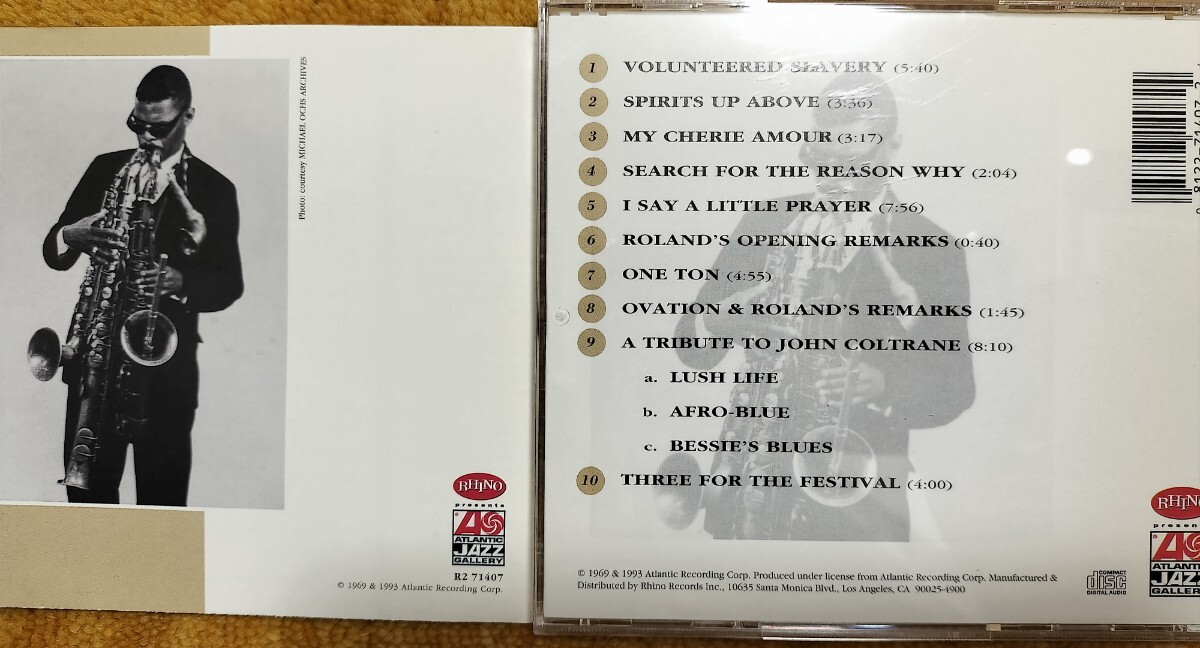 Photo: courtesy MICHAEL OCHS ARCHIVES
RHINO
presents
ATLANTIC
JAZZ
GALLERY
R2 71407
© 1969 & 1993 Atlantic Recording Corp.
1 VOLUNTEERED SLAVERY (5:40)
2 SPIRITS UP ABOVE (3:36)
3 MY CHERIE AMOUR (3:17)
4 SEARCH FOR THE REASON WHY (2:04)
5 I SAY A LITTLE PRAYER (7:56)
6 ROLAND'S OPENING REMARKS (0:40)
7 ONE TON (4:55)
8 OVATION & ROLAND'S REMARKS (1:45)
9 A TRIBUTE TO JOHN COLTRANE (8:10)
a. LUSH LIFE
b. AFRO-BLUE
c. BESSIE'S BLUES
10 THREE FOR THE FESTIVAL (4:00)
© 1969 & 1993 Atlantic Recording Corp. Produced under license from Atlantic Recording Corp. Manufactured &
Distributed by Rhino Records Inc., 10635 Santa Monica Blvd., Los Angeles, CA 90025-4900
COMPACT
disc
DIGITAL AUDIO
RHINO
presen
ATLANT
JAZ
GALLER